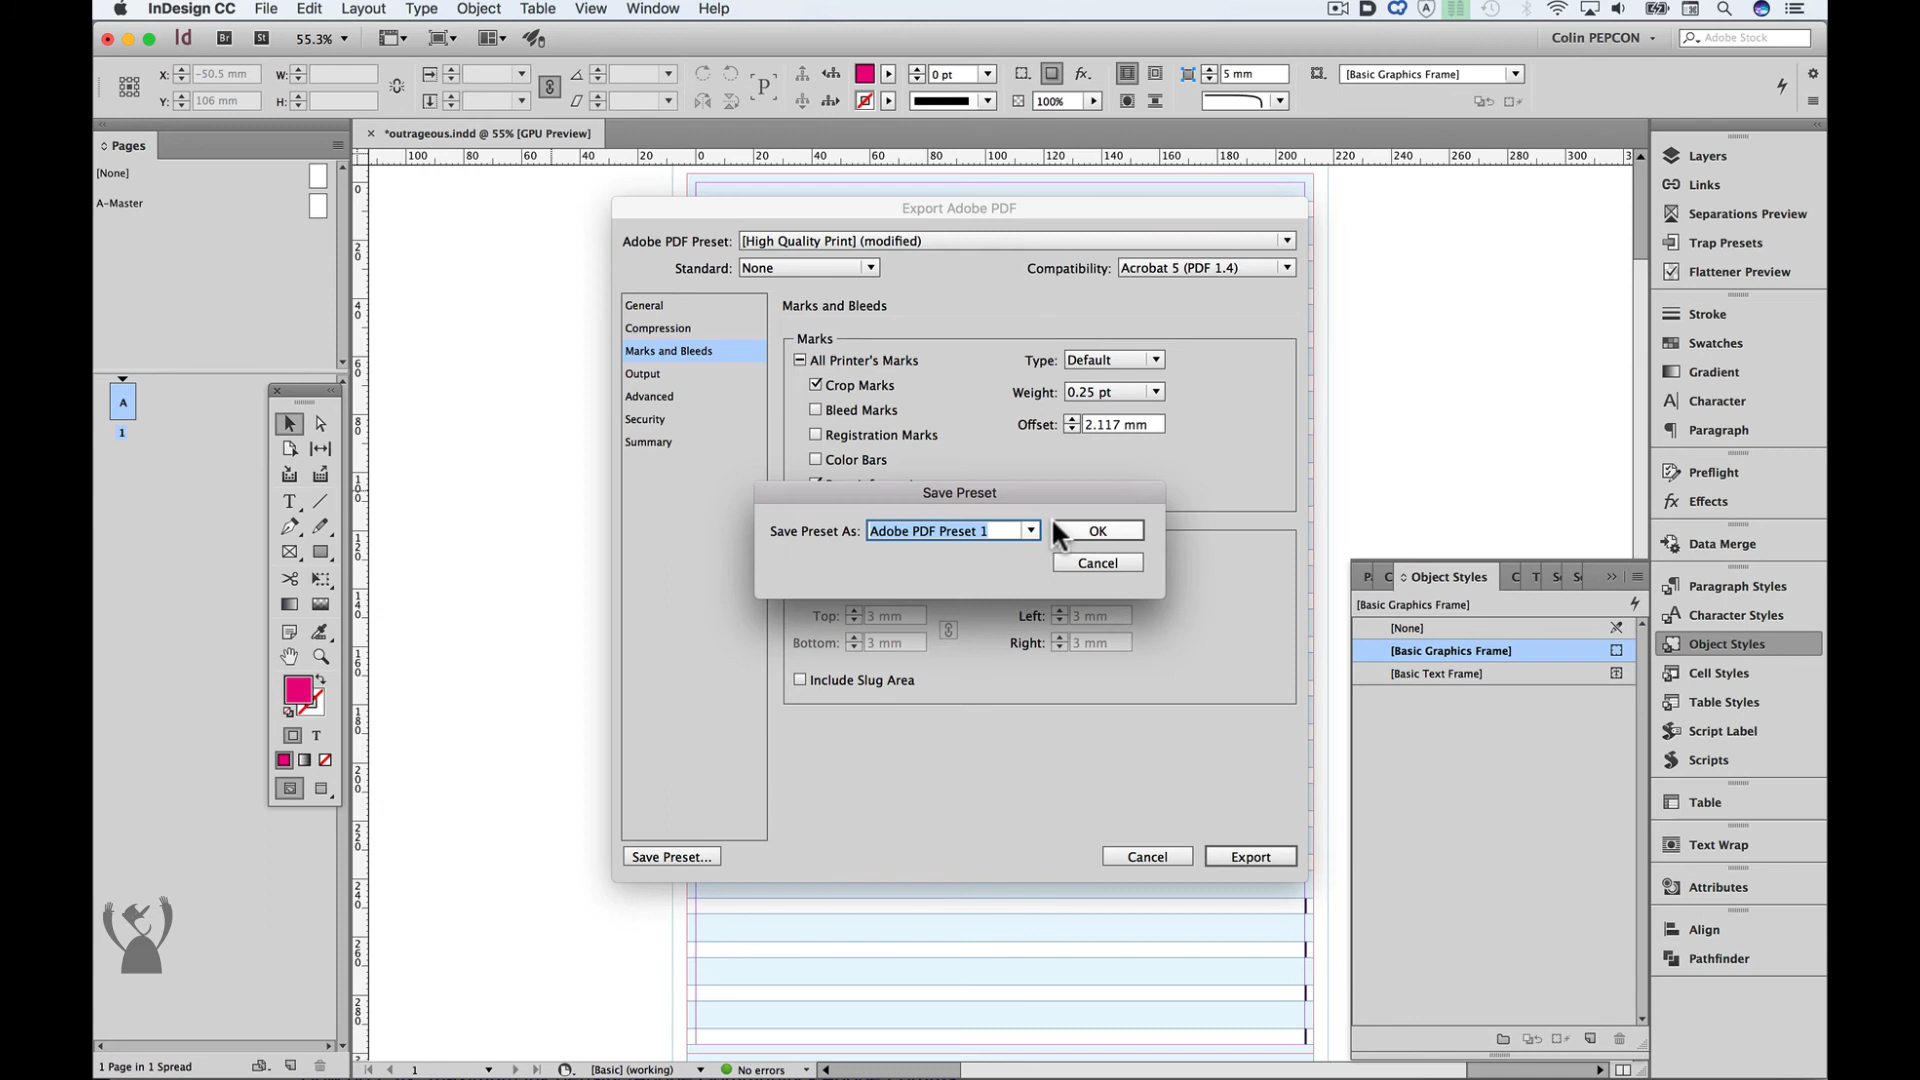 InDesign CC File Edit Layout Type Object Table View Window Help
Id Br St 55.3% Colin PEPCON Adobe Stock
X: -50.5 mm W: 0 pt fx. 5 mm [Basic Graphics Frame]
Y: 106 mm H: P 100%
Pages
× *outrageous.indd @ 55% [GPU Preview]
100 80 60 40 20 0 20 40 60 80 100 120 140 160 180 200 220 240 260 280 300
[None]
A-Master
A
1
Export Adobe PDF
Adobe PDF Preset: [High Quality Print] (modified)
Standard: None Compatibility: Acrobat 5 (PDF 1.4)
General
Compression
Marks and Bleeds
Output
Advanced
Security
Summary
Marks and Bleeds
Marks
All Printer's Marks Type: Default
Crop Marks Weight: 0.25 pt
Bleed Marks Offset: 2.117 mm
Registration Marks
Color Bars
Save Preset
Save Preset As: Adobe PDF Preset 1 OK
Cancel
Top: 3 mm Left: 3 mm
Bottom: 3 mm Right: 3 mm
Include Slug Area
Save Preset... Cancel Export
Layers
Links
Separations Preview
Trap Presets
Flattener Preview
Stroke
Swatches
Gradient
Character
Paragraph
Preflight
fx Effects
Data Merge
Paragraph Styles
Character Styles
Object Styles
Cell Styles
Table Styles
Script Label
Scripts
Table
Text Wrap
Attributes
Align
Pathfinder
Object Styles
[Basic Graphics Frame]
[None]
[Basic Graphics Frame]
[Basic Text Frame]
1 Page in 1 Spread 1 [Basic] (working) No errors